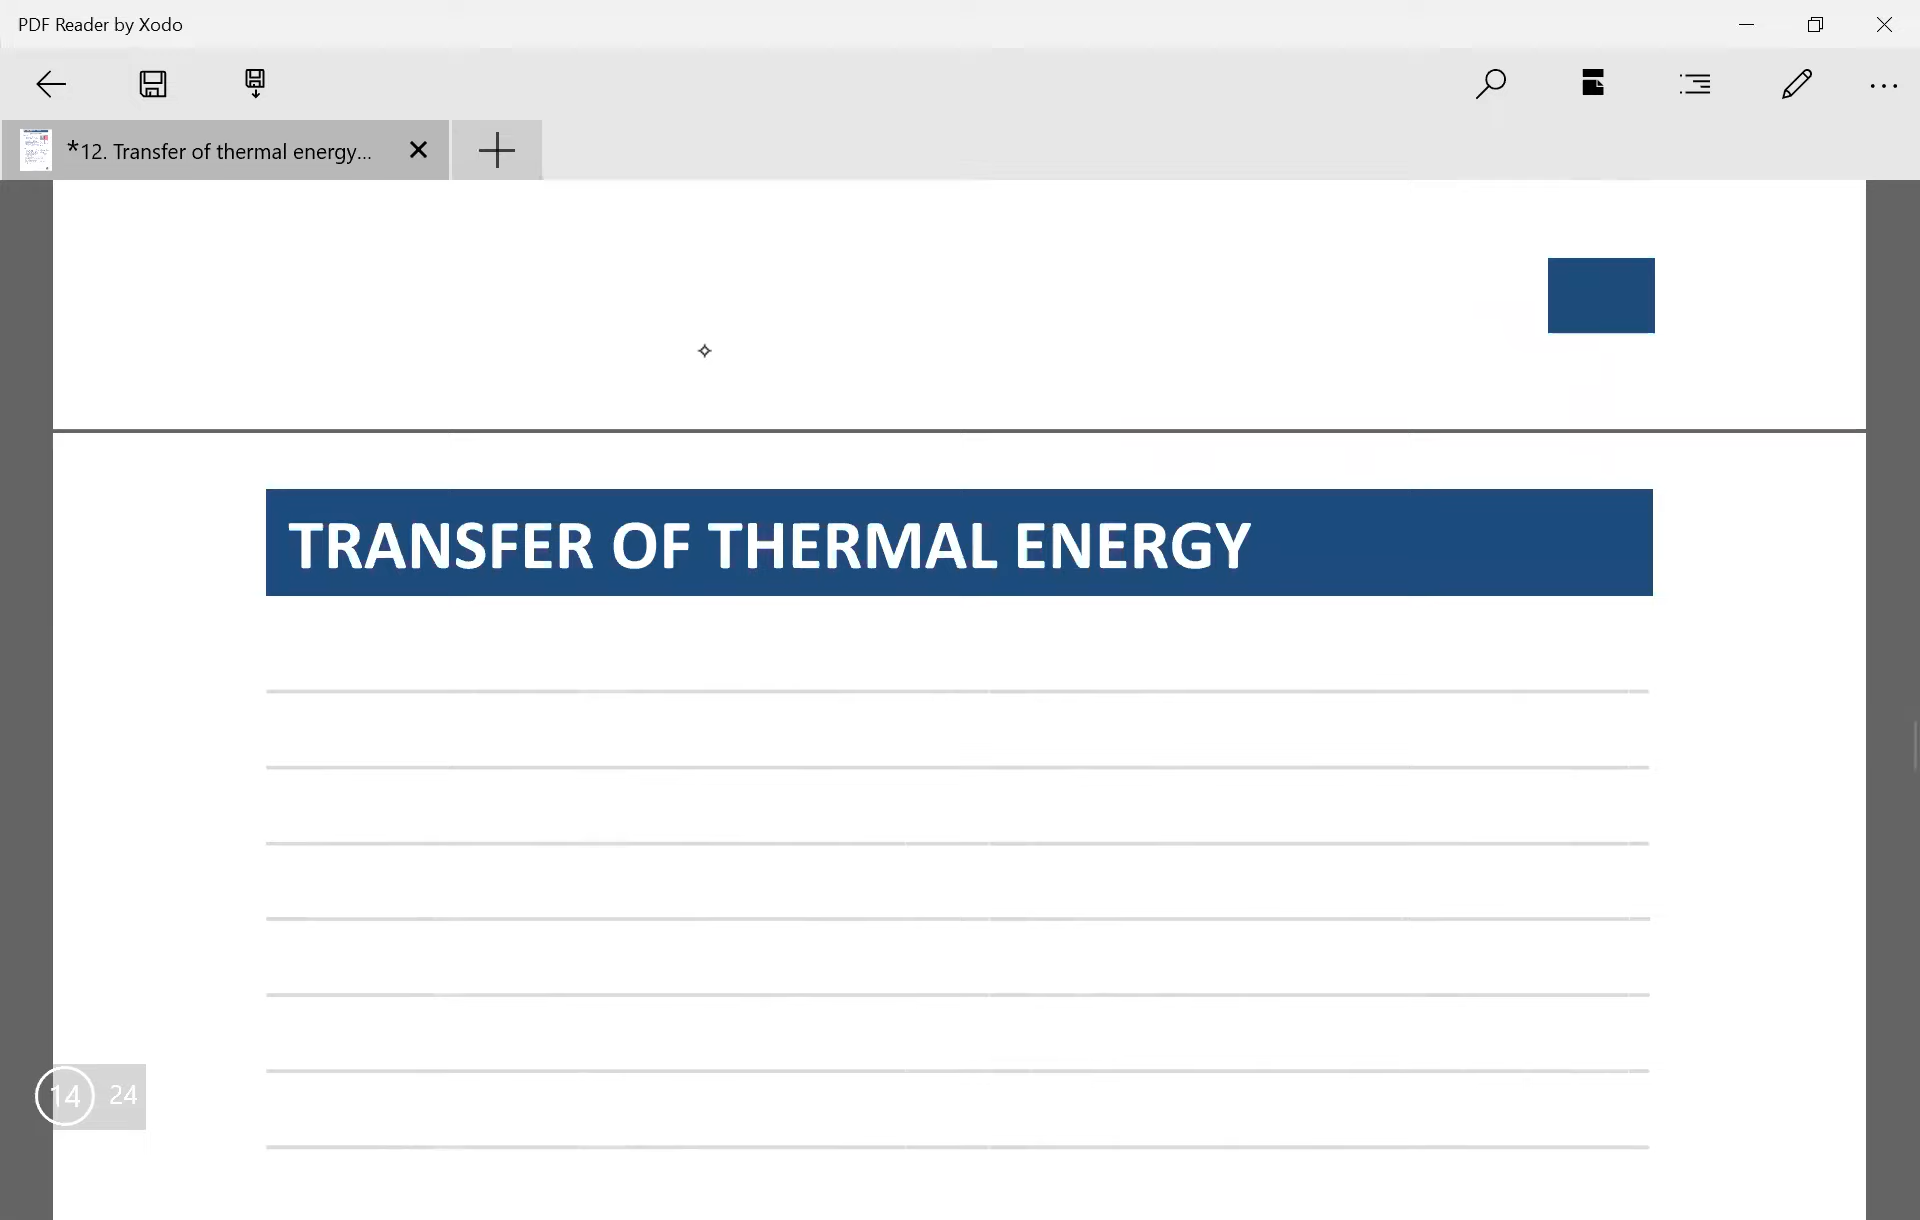 PDF Reader by Xodo
*12. Transfer of thermal energy...
TRANSFER OF THERMAL ENERGY
14 24